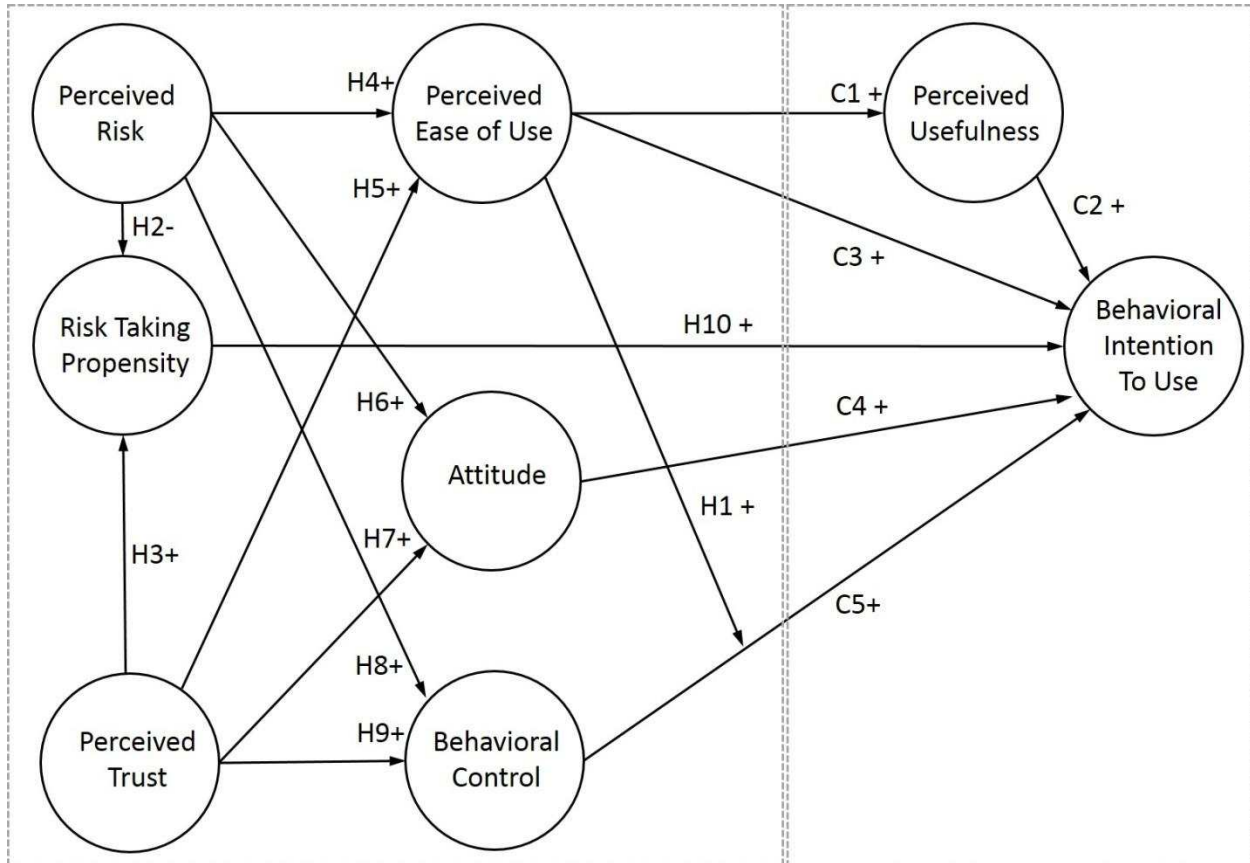 Perceived
Risk
H4+
Perceived
Ease of Use
C1 +
Perceived
Usefulness
H5+
H2-
C2 +
C3 +
Risk Taking
Propensity
H10 +
Behavioral
Intention
To Use
H6+
C4 +
Attitude
H1 +
H7+
H3+
C5+
H8+
H9+
Perceived
Trust
Behavioral
Control